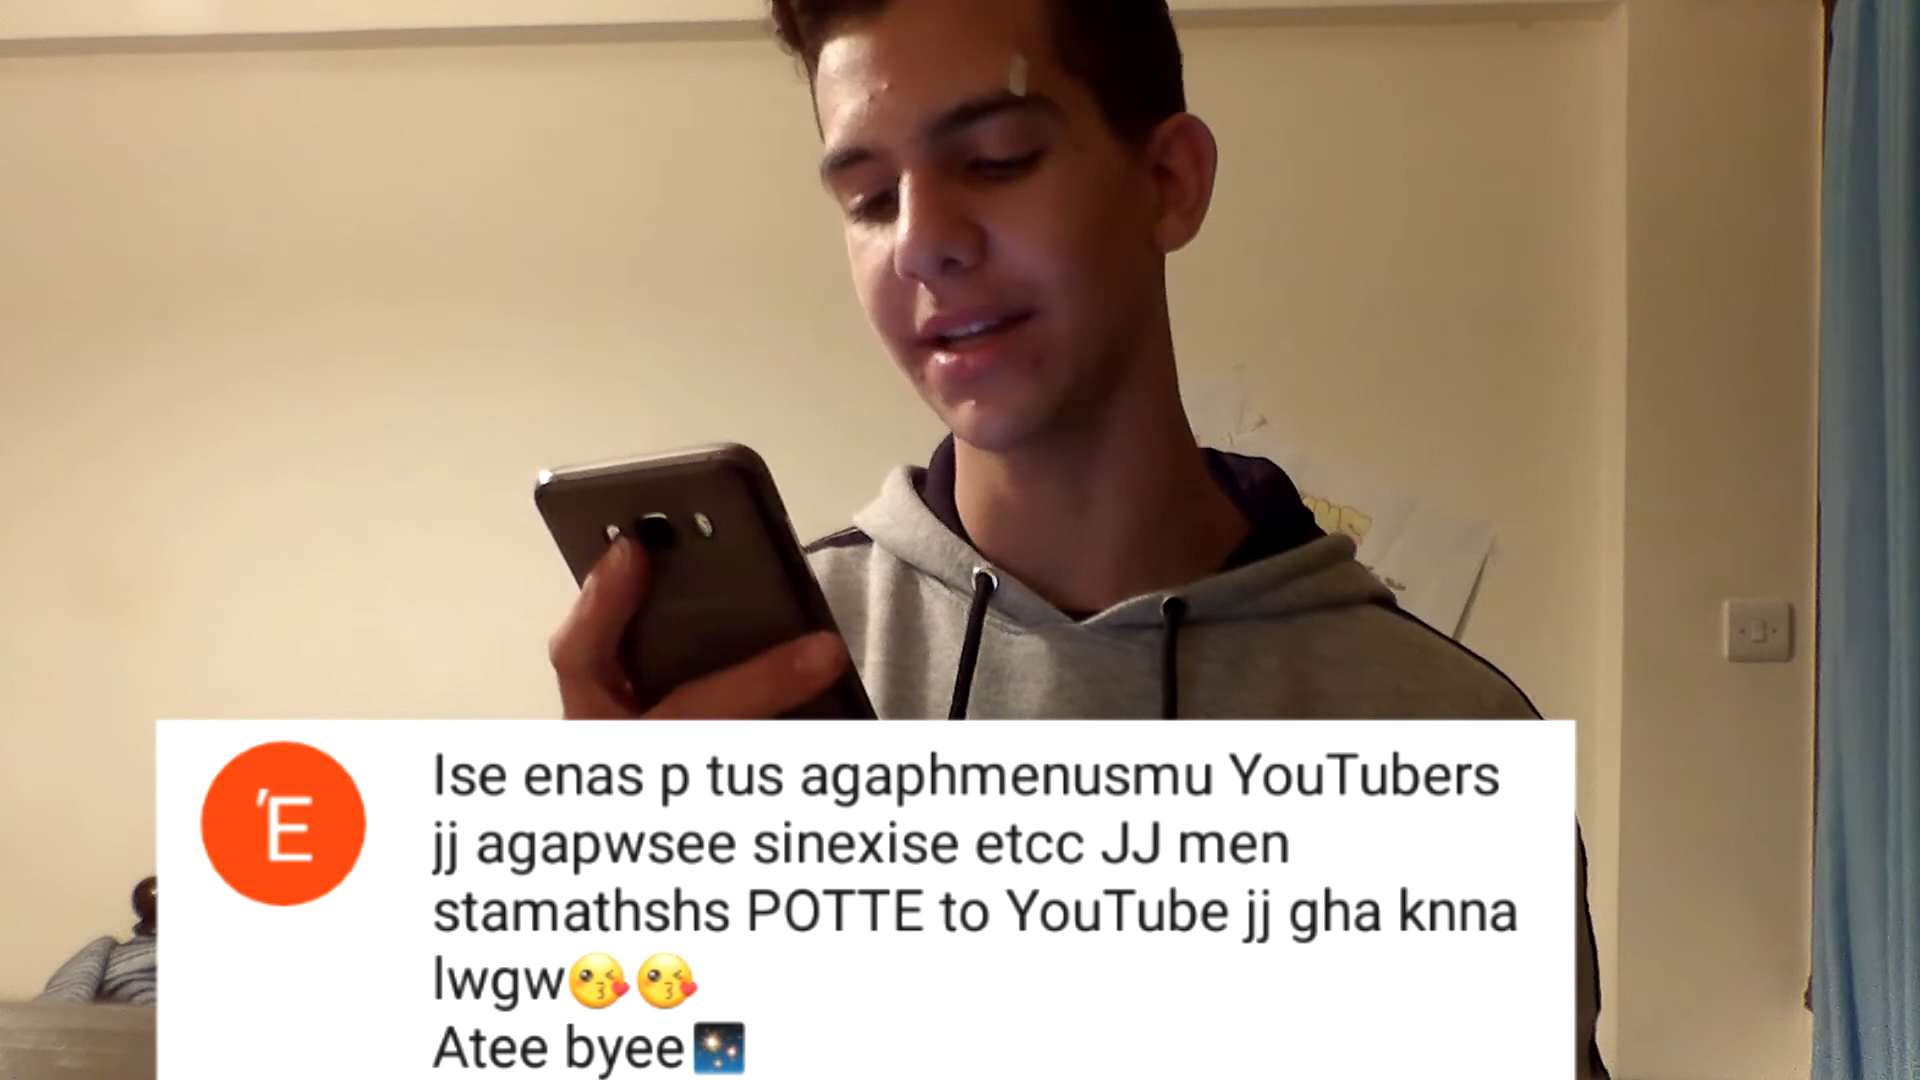 Έ
Ise enas p tus agaphmenusmu YouTubers
jj agapwsee sinexise etcc JJ men
stamathshs POTTE to YouTube jj gha knna
lwgw😘😘
Atee byee🎇